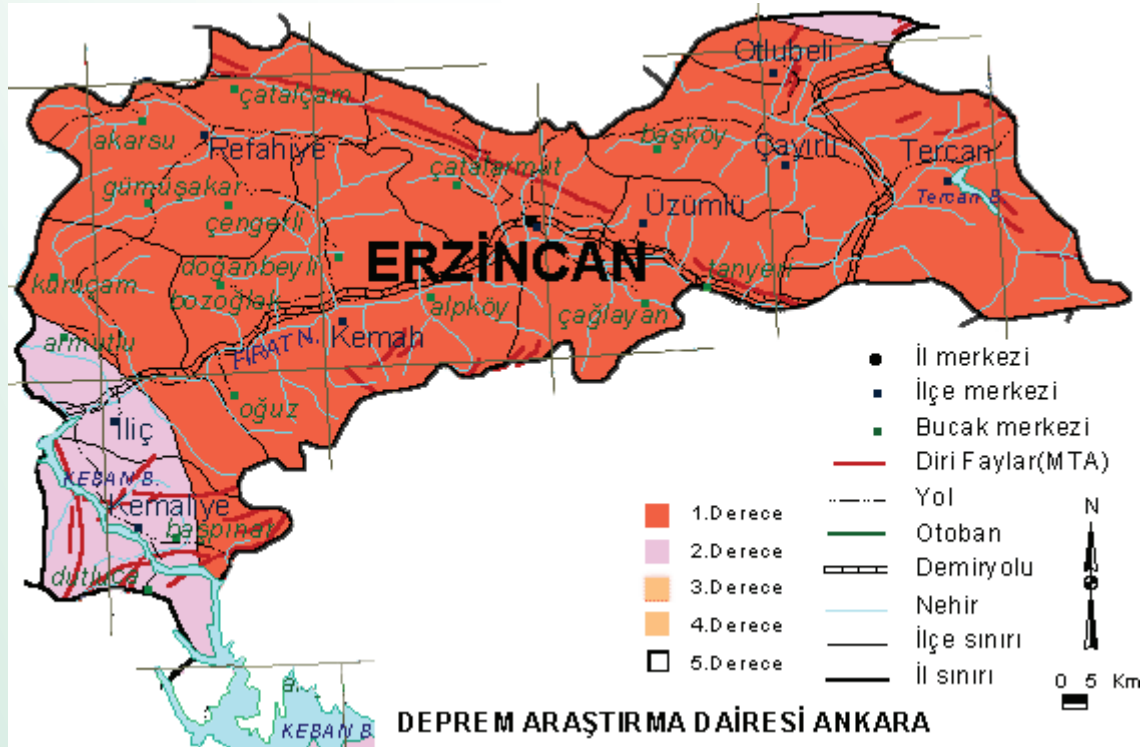 Otlubeli
çatalçam
akarsu
Refahiye
başköy
Çayırlı
Tercan
çatalarmut
gümüşakar
çengerli
Tercan B.
Üzümlü
ERZİNCAN
doğanbeyli
tanyeri
kuruçam
bozoğlak
alpköy
çağlayan
armutlu
FIRAT N.
Kemah
oğuz
İliç
KEBAN B.
Kemaliye
başpınar
dutluca
KEBAN B.
İl merkezi
İlçe merkezi
Bucak merkezi
Diri Faylar(MTA)
Yol
Otoban
Demiryolu
Nehir
İlçe sınırı
İl sınırı
1.Derece
2.Derece
3.Derece
4.Derece
5.Derece
N
0 5 Km
DEPREM ARAŞTIRMA DAİRESİ ANKARA